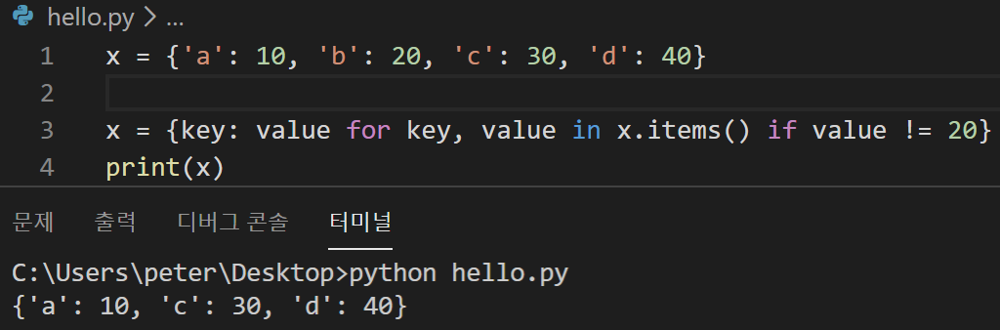 hello.py > ...
1 x = {'a': 10, 'b': 20, 'c': 30, 'd': 40}
2
3 x = {key: value for key, value in x.items() if value != 20}
4 print(x)
문제 출력 디버그 콘솔 터미널
C:\Users\peter\Desktop>python hello.py
{'a': 10, 'c': 30, 'd': 40}